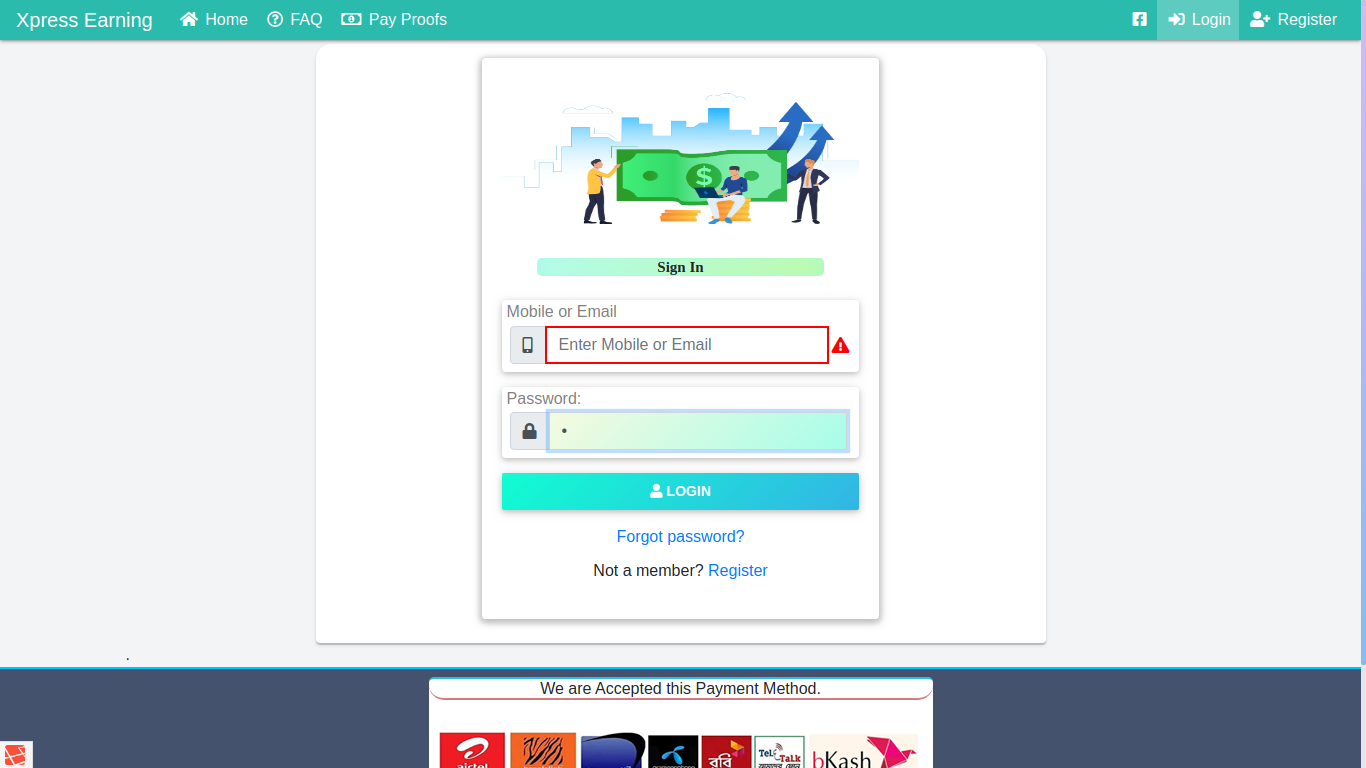 Xpress Earning Home FAQ Pay Proofs Login Register
$
Sign In
Mobile or Email
Enter Mobile or Email
Password:
•
LOGIN
Forgot password?
Not a member? Register
.
We are Accepted this Payment Method.
airtel
রবি
TeleTalk
bKash